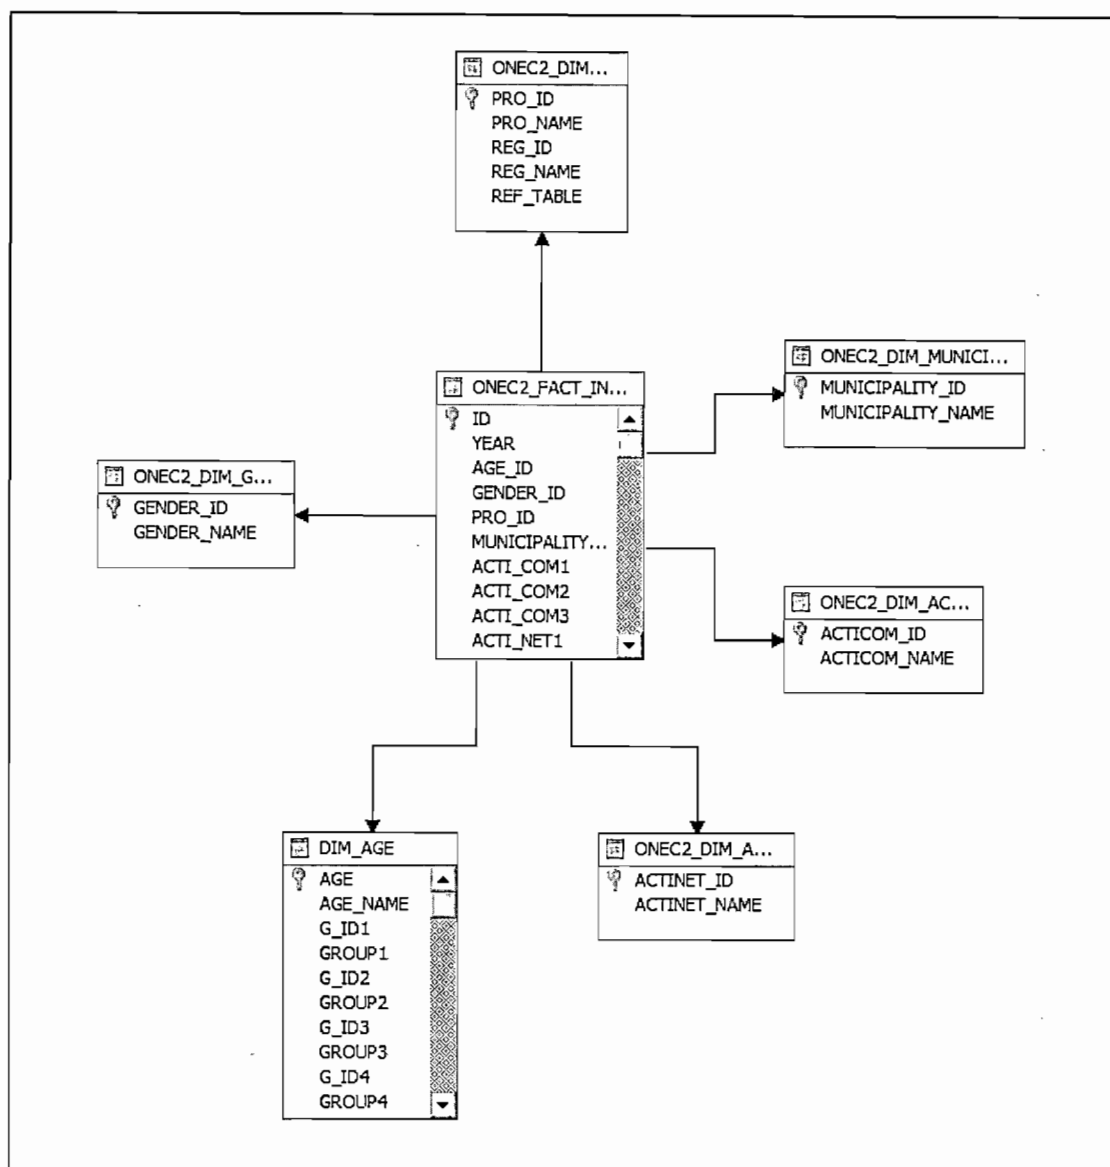 ONEC2_DIM...
PRO_ID
PRO_NAME
REG_ID
REG_NAME
REF_TABLE
ONEC2_DIM_MUNICI...
MUNICIPALITY_ID
MUNICIPALITY_NAME
ONEC2_FACT_IN...
ID
YEAR
AGE_ID
GENDER_ID
PRO_ID
MUNICIPALITY...
ACTI_COM1
ACTI_COM2
ACTI_COM3
ACTI_NET1
ONEC2_DIM_G...
GENDER_ID
GENDER_NAME
ONEC2_DIM_AC...
ACTICOM_ID
ACTICOM_NAME
DIM_AGE
AGE
AGE_NAME
G_ID1
GROUP1
G_ID2
GROUP2
G_ID3
GROUP3
G_ID4
GROUP4
ONEC2_DIM_A...
ACTINET_ID
ACTINET_NAME